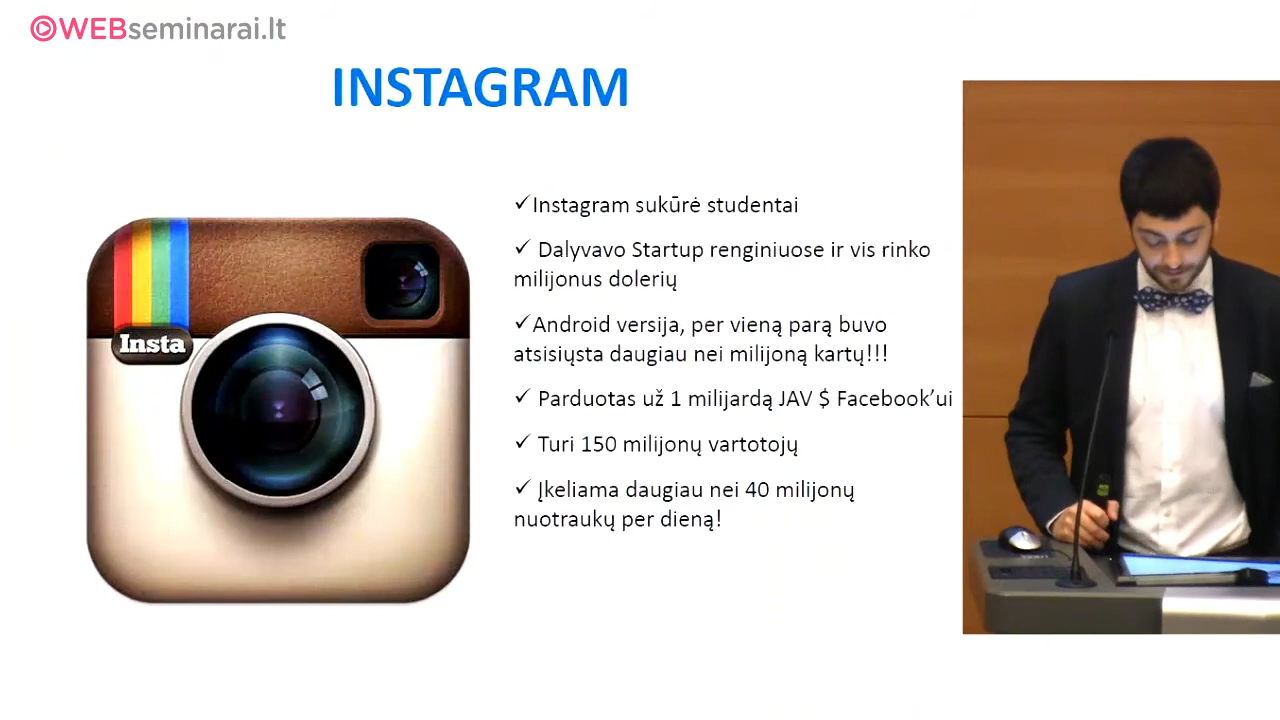 WEBseminarai.lt
INSTAGRAM
Insta
✓Instagram sukūrė studentai
✓ Dalyvavo Startup renginiuose ir vis rinko
milijonus dolerių
✓Android versija, per vieną parą buvo
atsisiųsta daugiau nei milijoną kartų!!!
✓ Parduotas už 1 milijardą JAV $ Facebook’ui
✓ Turi 150 milijonų vartotojų
✓ Įkeliama daugiau nei 40 milijonų
nuotraukų per dieną!